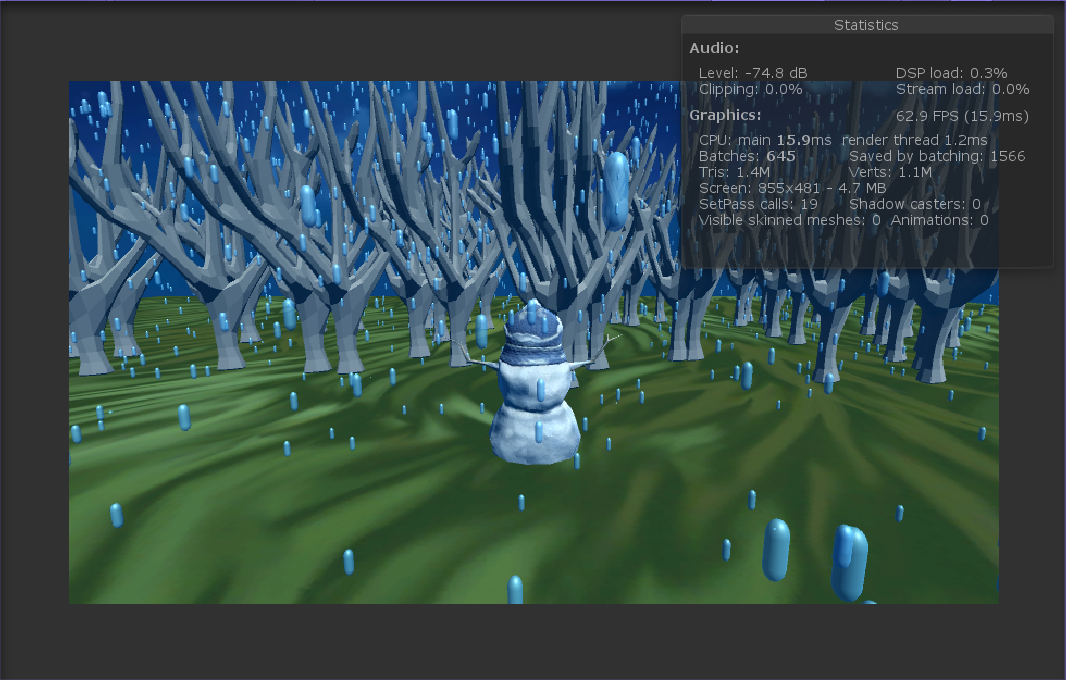 Statistics
Audio:
Level: -74.8 dB DSP load: 0.3%
Clipping: 0.0% Stream load: 0.0%
Graphics: 62.9 FPS (15.9ms)
CPU: main 15.9ms render thread 1.2ms
Batches: 645 Saved by batching: 1566
Tris: 1.4M Verts: 1.1M
Screen: 855x481 - 4.7 MB
SetPass calls: 19 Shadow casters: 0
Visible skinned meshes: 0 Animations: 0